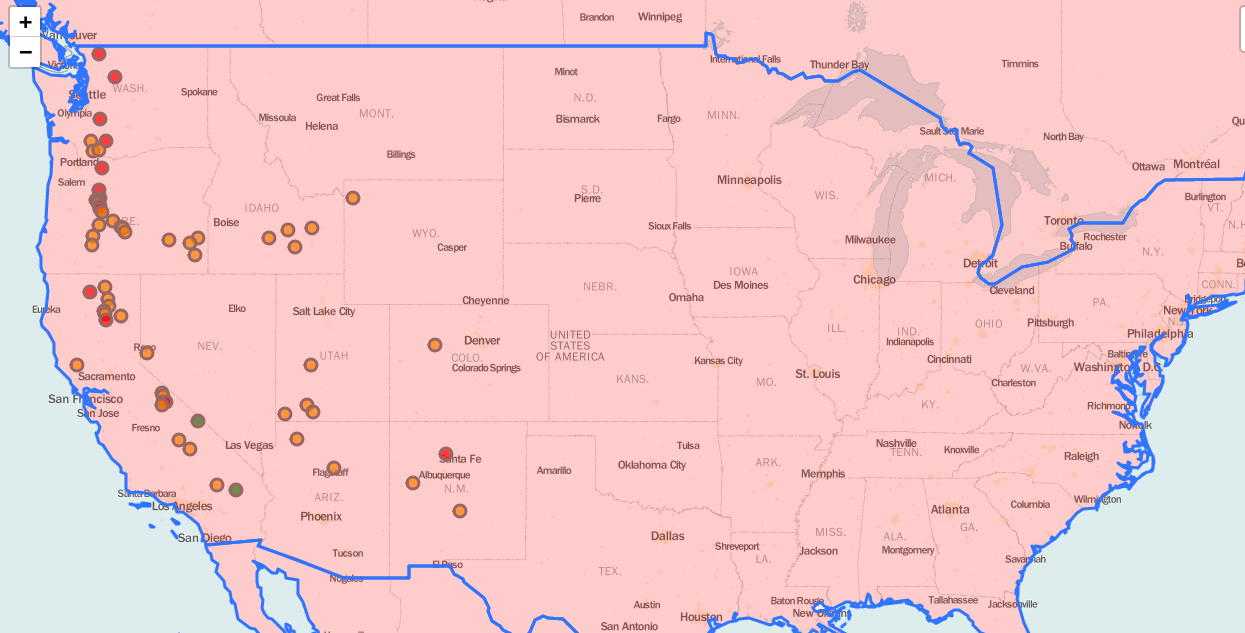 +
−
Brandon
Winnipeg
Vancouver
Victoria
International Falls
Thunder Bay
Timmins
Seattle
WASH.
Spokane
Great Falls
Minot
N.D.
Olympia
Missoula
Helena
MONT.
Bismarck
Fargo
MINN.
Sault Ste Marie
North Bay
Portland
Billings
Ottawa
Montréal
Salem
Minneapolis
MICH.
IDAHO
S.D.
Pierre
WIS.
Burlington
VT.
ORE.
Boise
WYO.
Casper
Sioux Falls
Milwaukee
Toronto
Buffalo
Rochester
N.Y.
Detroit
IOWA
Des Moines
Chicago
Cleveland
CONN.
Eureka
Elko
Salt Lake City
Cheyenne
NEBR.
Omaha
PA.
Bridgeport
New York
Reno
NEV.
UTAH
Denver
COLO.
Colorado Springs
UNITED
STATES
OF AMERICA
ILL.
IND.
Indianapolis
OHIO
Pittsburgh
Philadelphia
Sacramento
KANS.
Kansas City
MO.
St. Louis
Cincinnati
W.VA.
Charleston
Baltimore
Washington D.C.
San Francisco
San Jose
Fresno
KY.
Richmond
Norfolk
Las Vegas
Santa Fe
Tulsa
Nashville
TENN.
Knoxville
Raleigh
Flagstaff
Albuquerque
N.M.
Amarillo
Oklahoma City
ARK.
Memphis
Santa Barbara
Los Angeles
ARIZ.
Phoenix
Atlanta
GA.
Columbia
Wilmington
San Diego
Tucson
Dallas
Shreveport
LA.
MISS.
Jackson
ALA.
Montgomery
Savannah
Nogales
El Paso
TEX.
Austin
Houston
San Antonio
Baton Rouge
New Orleans
Tallahassee
Jacksonville